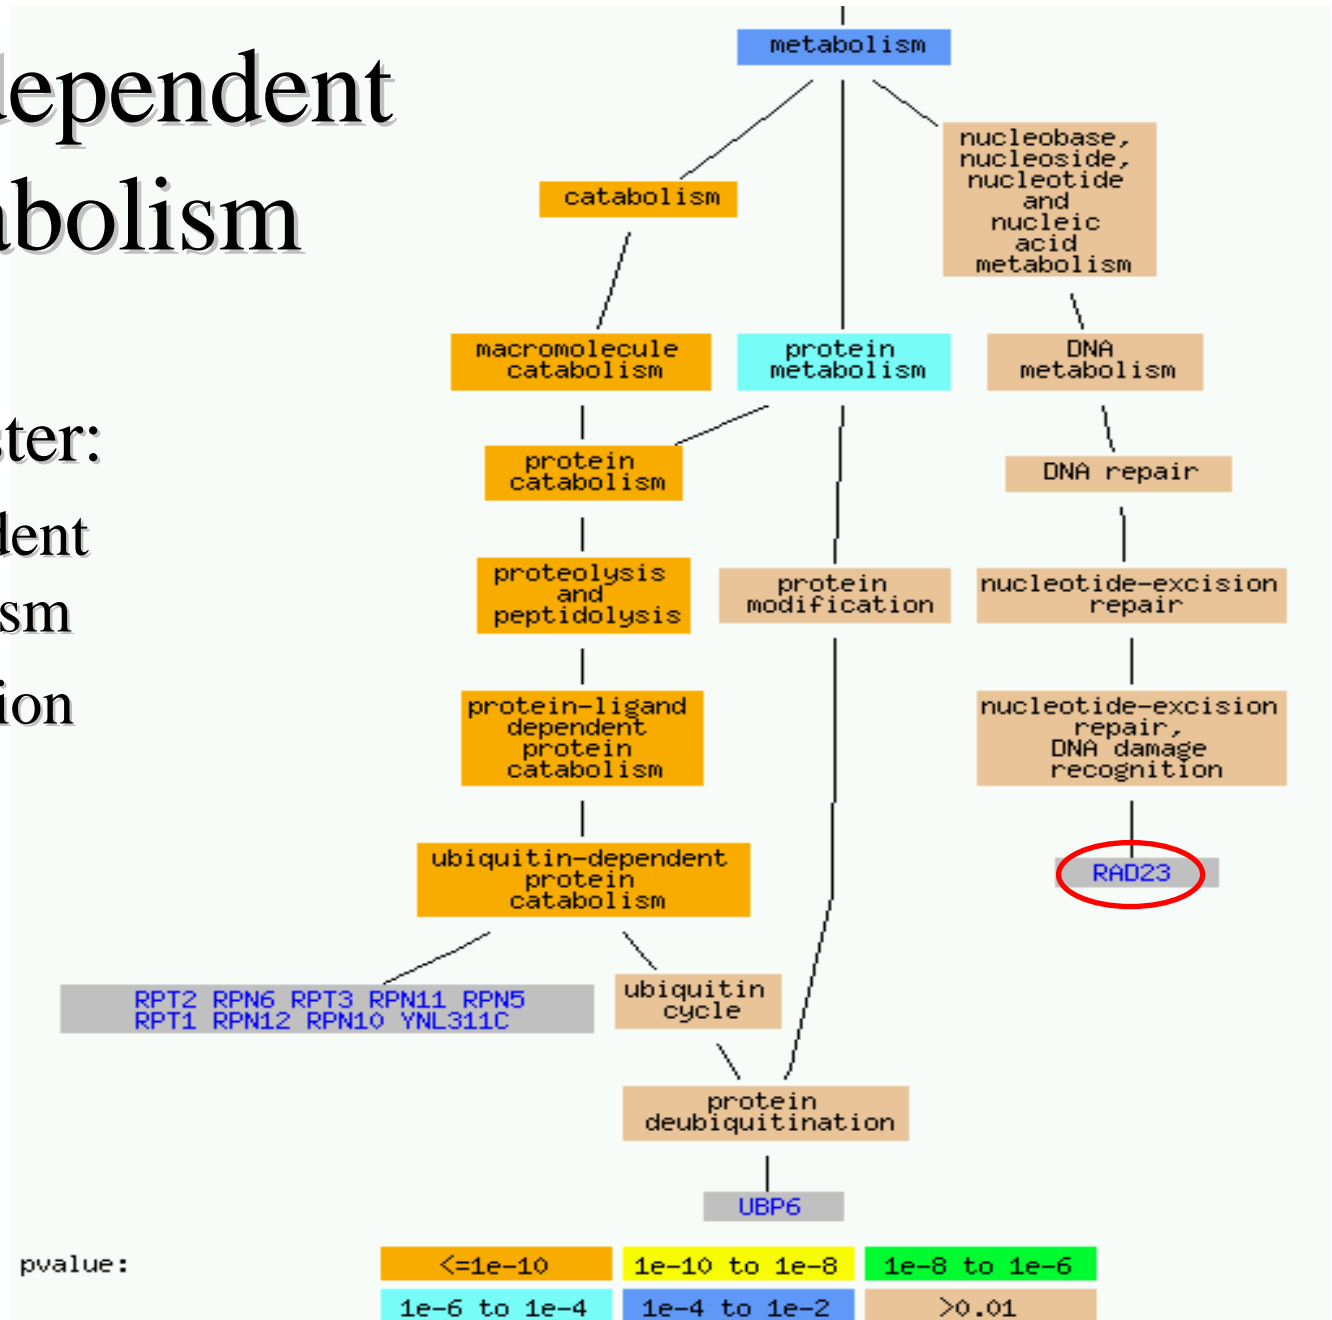 dependent
abolism
ster:
dent
ism
ion
metabolism
nucleobase,
nucleoside,
nucleotide
and
nucleic
acid
metabolism
catabolism
macromolecule
catabolism
protein
metabolism
DNA
metabolism
protein
catabolism
DNA repair
proteolysis
and
peptidolysis
protein
modification
nucleotide-excision
repair
protein-ligand
dependent
protein
catabolism
nucleotide-excision
repair,
DNA damage
recognition
ubiquitin-dependent
protein
catabolism
RAD23
RPT2 RPN6 RPT3 RPN11 RPN5
RPT1 RPN12 RPN10 YNL311C
ubiquitin
cycle
protein
deubiquitination
UBP6
pvalue:
<=1e-10 1e-10 to 1e-8 1e-8 to 1e-6
1e-6 to 1e-4 1e-4 to 1e-2 >0.01